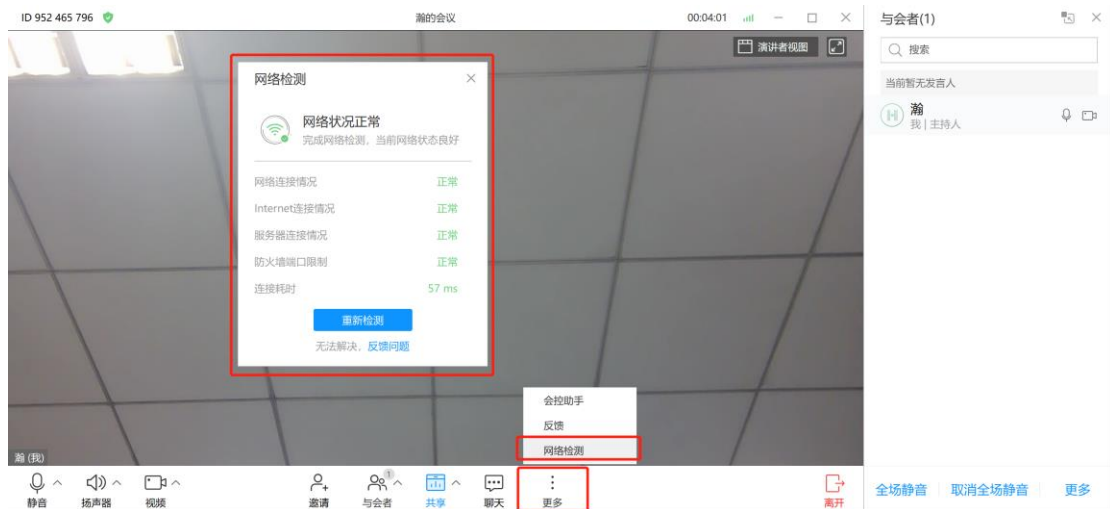 ID 952 465 796
瀚的会议
00:04:01
演讲者视图
网络检测
网络状况正常
完成网络检测，当前网络状态良好
网络连接情况 正常
Internet连接情况 正常
服务器连接情况 正常
防火墙端口限制 正常
连接耗时 57 ms
重新检测
无法解决，反馈问题
会控助手
反馈
网络检测
瀚 (我)
静音
扬声器
视频
邀请
1
与会者
共享
聊天
更多
离开
与会者(1)
搜索
当前暂无发言人
瀚
我 | 主持人
全场静音 取消全场静音 更多